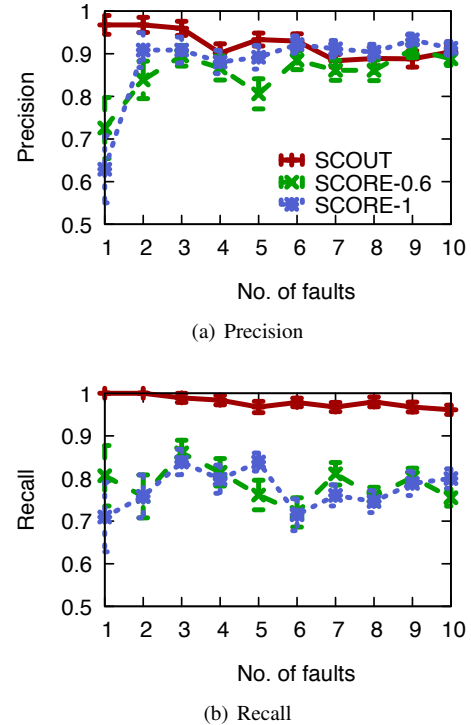 1
0.9
0.8
0.7
0.6
0.5
Precision
SCOUT
SCORE-0.6
SCORE-1
1 2 3 4 5 6 7 8 9 10
No. of faults
(a) Precision
1
0.9
0.8
0.7
0.6
0.5
Recall
1 2 3 4 5 6 7 8 9 10
No. of faults
(b) Recall